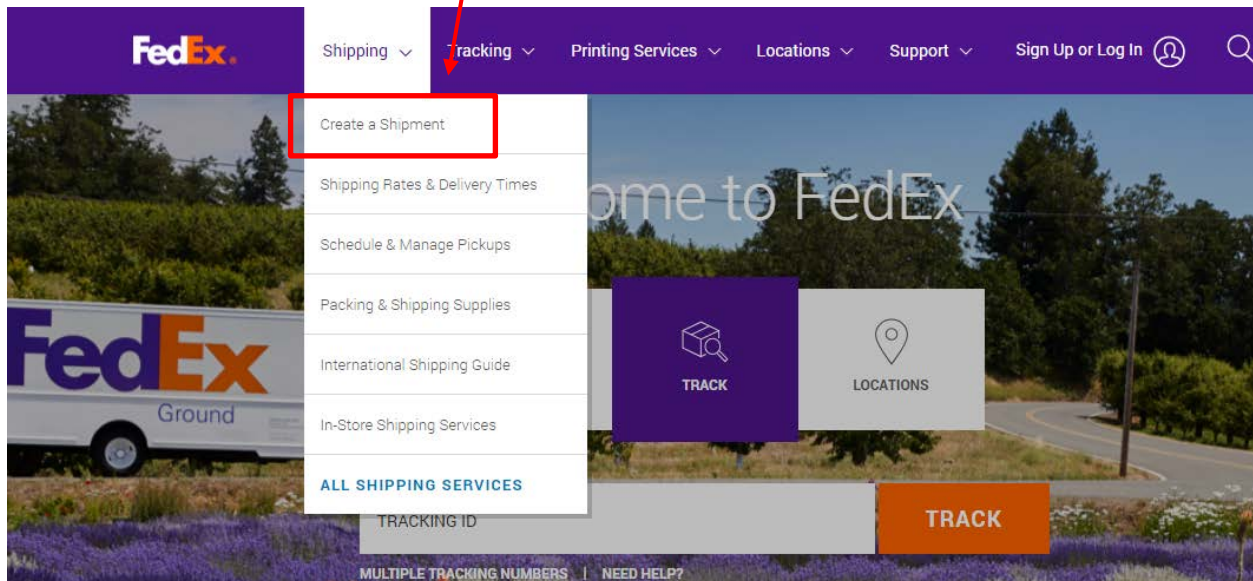 FedEx. Shipping Tracking Printing Services Locations Support Sign Up or Log In
Create a Shipment
Shipping Rates & Delivery Times
Schedule & Manage Pickups
Packing & Shipping Supplies
International Shipping Guide
In-Store Shipping Services
ALL SHIPPING SERVICES
ome to FedEx
FedEx
Ground
TRACK
LOCATIONS
TRACKING ID
TRACK
MULTIPLE TRACKING NUMBERS | NEED HELP?